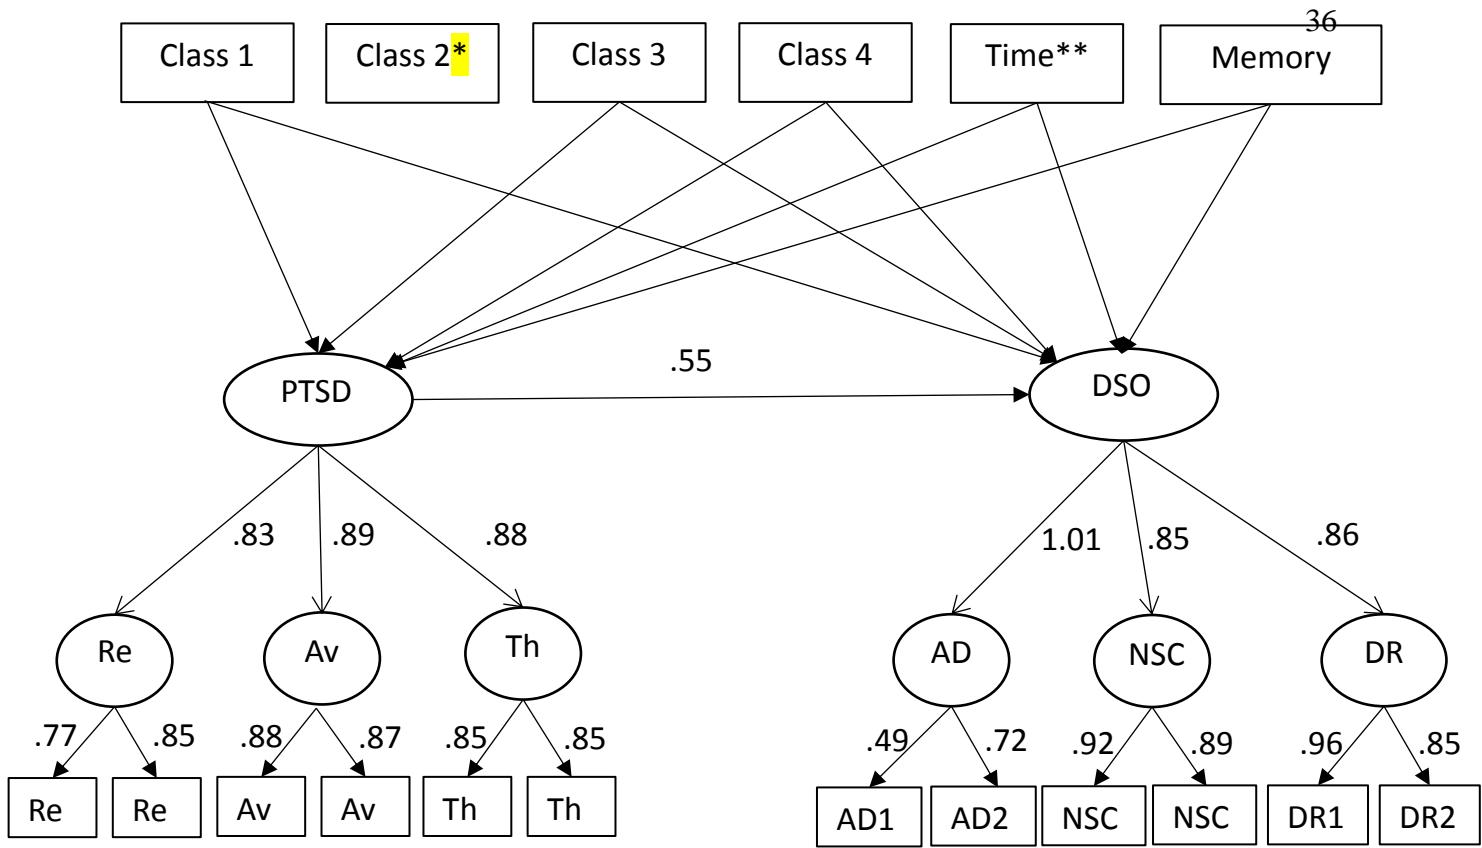 36
Class 1
Class 2*
Class 3
Class 4
Time**
Memory
.55
PTSD
DSO
.83
.89
.88
1.01
.85
.86
Re
Av
Th
AD
NSC
DR
.77
.85
.88
.87
.85
.85
.49
.72
.92
.89
.96
.85
Re
Re
Av
Av
Th
Th
AD1
AD2
NSC
NSC
DR1
DR2